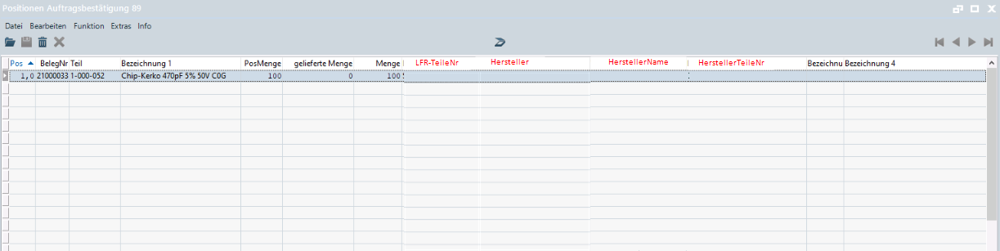 Positionen Auftragsbestätigung 89
Datei Bearbeiten Funktion Extras Info
Pos BelegNr Teil Bezeichnung 1 PosMenge gelieferte Menge Menge LFR-TeileNr Hersteller HerstellerName HerstellerTeileNr Bezeichnu Bezeichnung 4
1,0 21000033 1-000-052 Chip-Kerko 470pF 5% 50V C0G 100 0 100